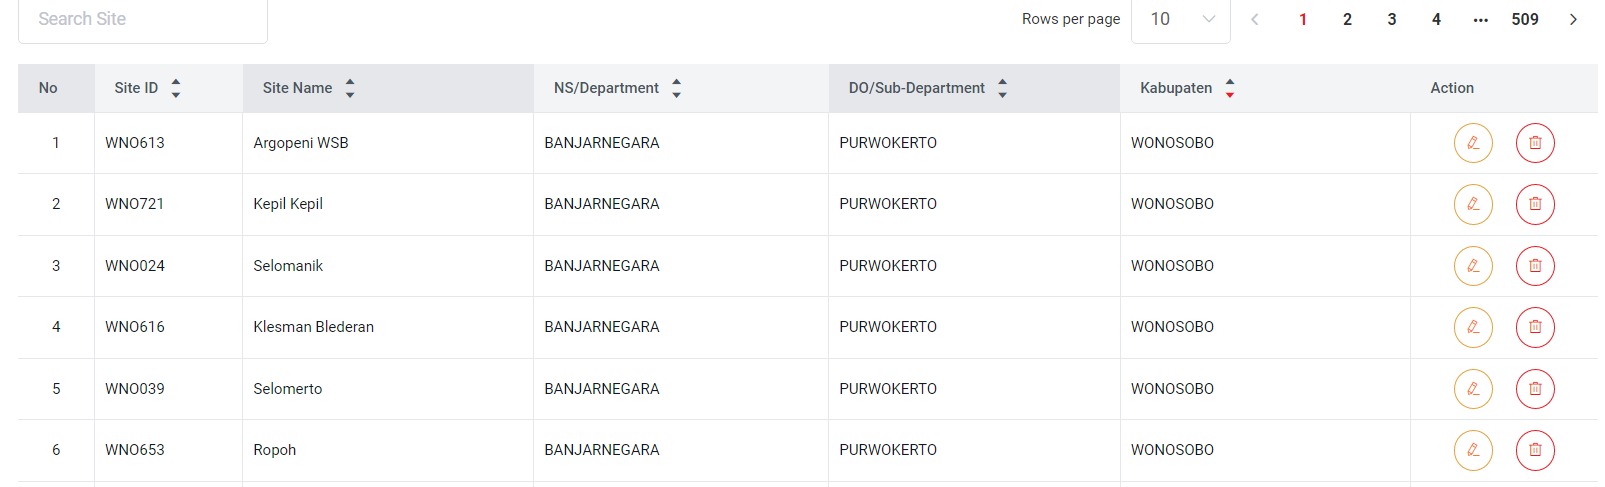 Search Site
Rows per page 10 1 2 3 4 ••• 509
No Site ID Site Name NS/Department DO/Sub-Department Kabupaten Action
1 WNO613 Argopeni WSB BANJARNEGARA PURWOKERTO WONOSOBO
2 WNO721 Kepil Kepil BANJARNEGARA PURWOKERTO WONOSOBO
3 WNO024 Selomanik BANJARNEGARA PURWOKERTO WONOSOBO
4 WNO616 Klesman Blederan BANJARNEGARA PURWOKERTO WONOSOBO
5 WNO039 Selomerto BANJARNEGARA PURWOKERTO WONOSOBO
6 WNO653 Ropoh BANJARNEGARA PURWOKERTO WONOSOBO